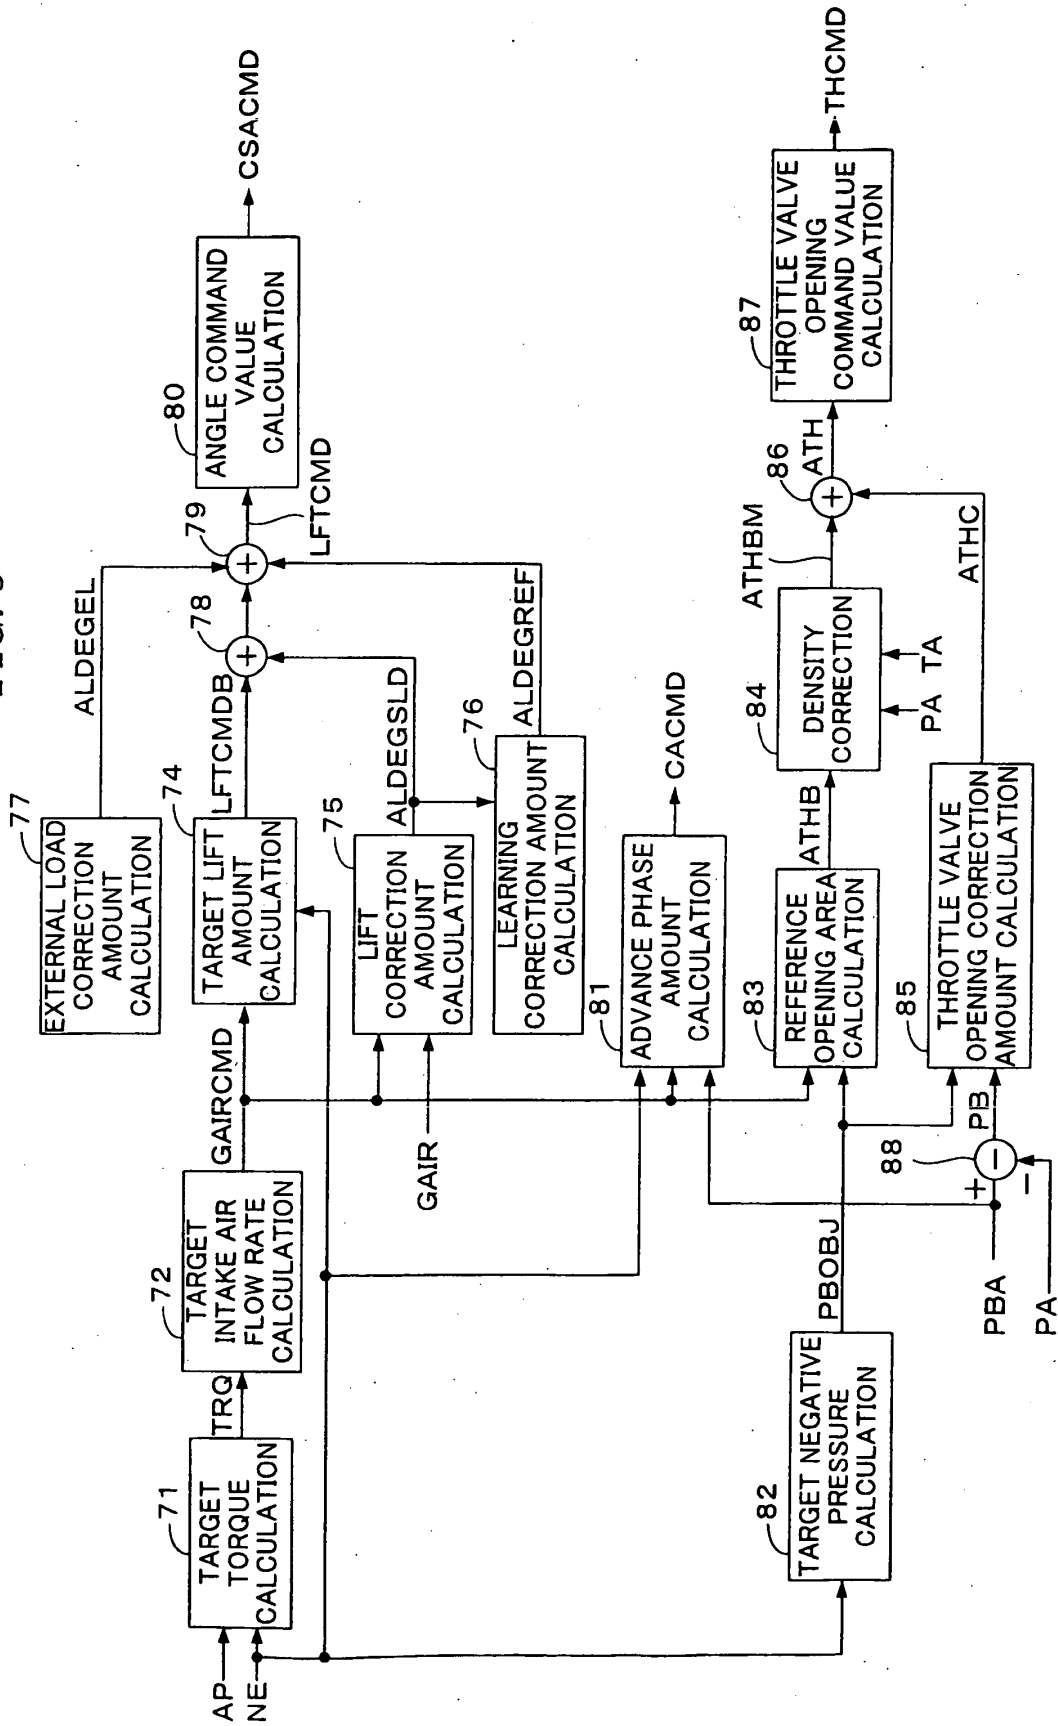 77
EXTERNAL LOAD
CORRECTION
AMOUNT
CALCULATION
ALDEGEL
71
TARGET
TORQUE
CALCULATION
AP
NE
TRQ
72
TARGET
INTAKE AIR
FLOW RATE
CALCULATION
GAIRCMD
74
TARGET LIFT
AMOUNT
CALCULATION
LFTCMDB
78
+
79
+
LFTCMD
80
ANGLE COMMAND
VALUE
CALCULATION
CSACMD
GAIR
75
LIFT
CORRECTION
AMOUNT
CALCULATION
ALDEGSLD
76
LEARNING
CORRECTION AMOUNT
CALCULATION
ALDEGREF
81
ADVANCE PHASE
AMOUNT
CALCULATION
CACMD
82
TARGET NEGATIVE
PRESSURE
CALCULATION
PBOBJ
83
REFERENCE
OPENING AREA
CALCULATION
ATHB
84
DENSITY
CORRECTION
PA
TA
ATHBM
86
+
ATH
87
THROTTLE VALVE
OPENING
COMMAND VALUE
CALCULATION
THCMD
PBA
PA
88
+
-
-
PB
85
THROTTLE VALVE
OPENING CORRECTION
AMOUNT CALCULATION
ATHC